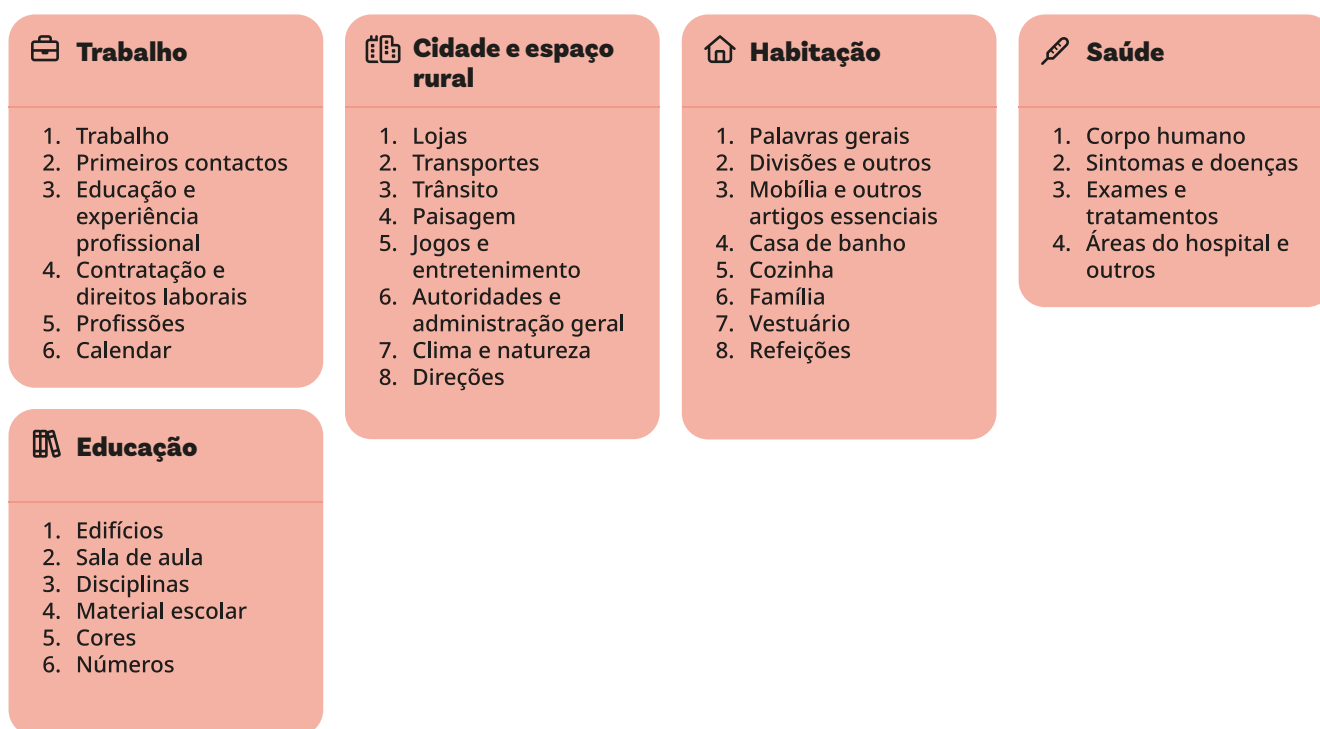 Trabalho
1. Trabalho
2. Primeiros contactos
3. Educação e
experiência
profissional
4. Contratação e
direitos laborais
5. Profissões
6. Calendar
Cidade e espaço
rural
1. Lojas
2. Transportes
3. Trânsito
4. Paisagem
5. Jogos e
entretenimento
6. Autoridades e
administração geral
7. Clima e natureza
8. Direções
Habitação
1. Palavras gerais
2. Divisões e outros
3. Mobília e outros
artigos essenciais
4. Casa de banho
5. Cozinha
6. Família
7. Vestuário
8. Refeições
Saúde
1. Corpo humano
2. Sintomas e doenças
3. Exames e
tratamentos
4. Áreas do hospital e
outros
Educação
1. Edifícios
2. Sala de aula
3. Disciplinas
4. Material escolar
5. Cores
6. Números